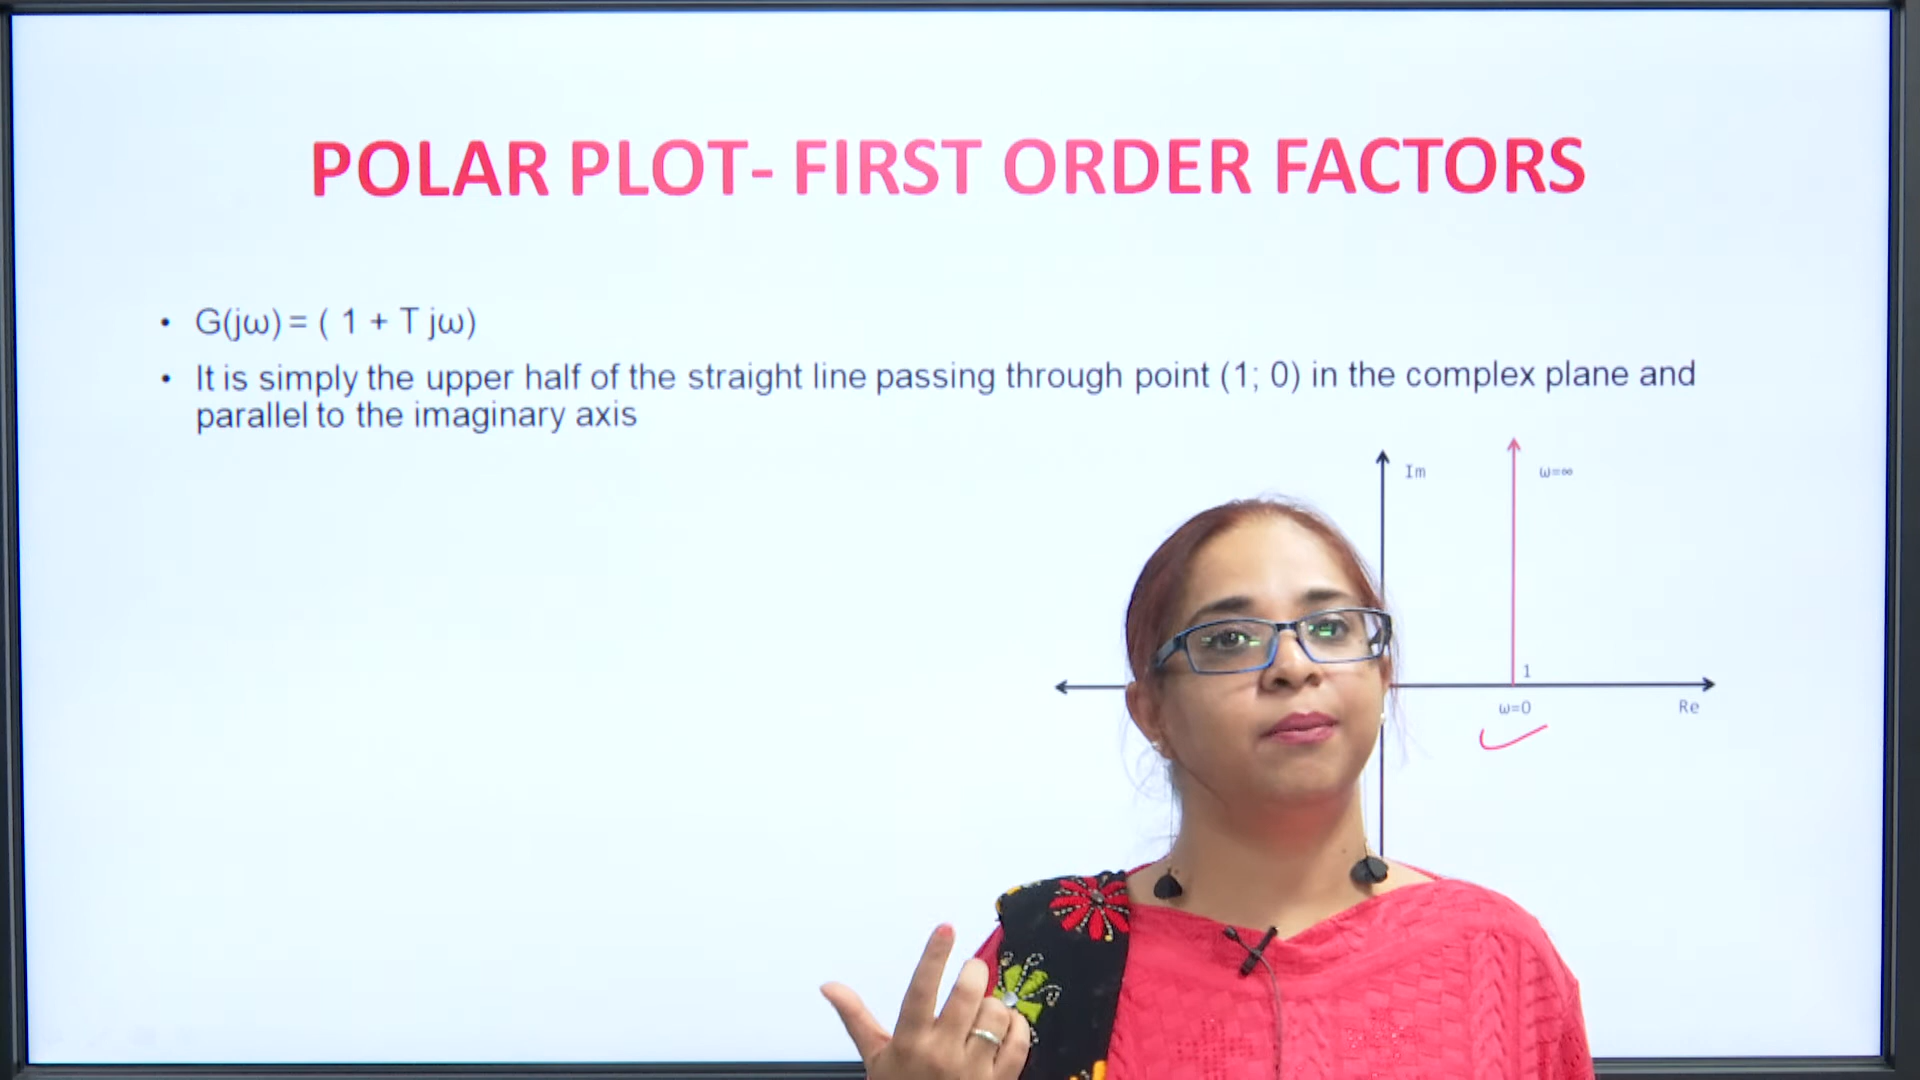 POLAR PLOT- FIRST ORDER FACTORS
• G(jω) = ( 1 + T jω)
• It is simply the upper half of the straight line passing through point (1; 0) in the complex plane and
parallel to the imaginary axis
Im
ω=∞
1
ω=0
Re